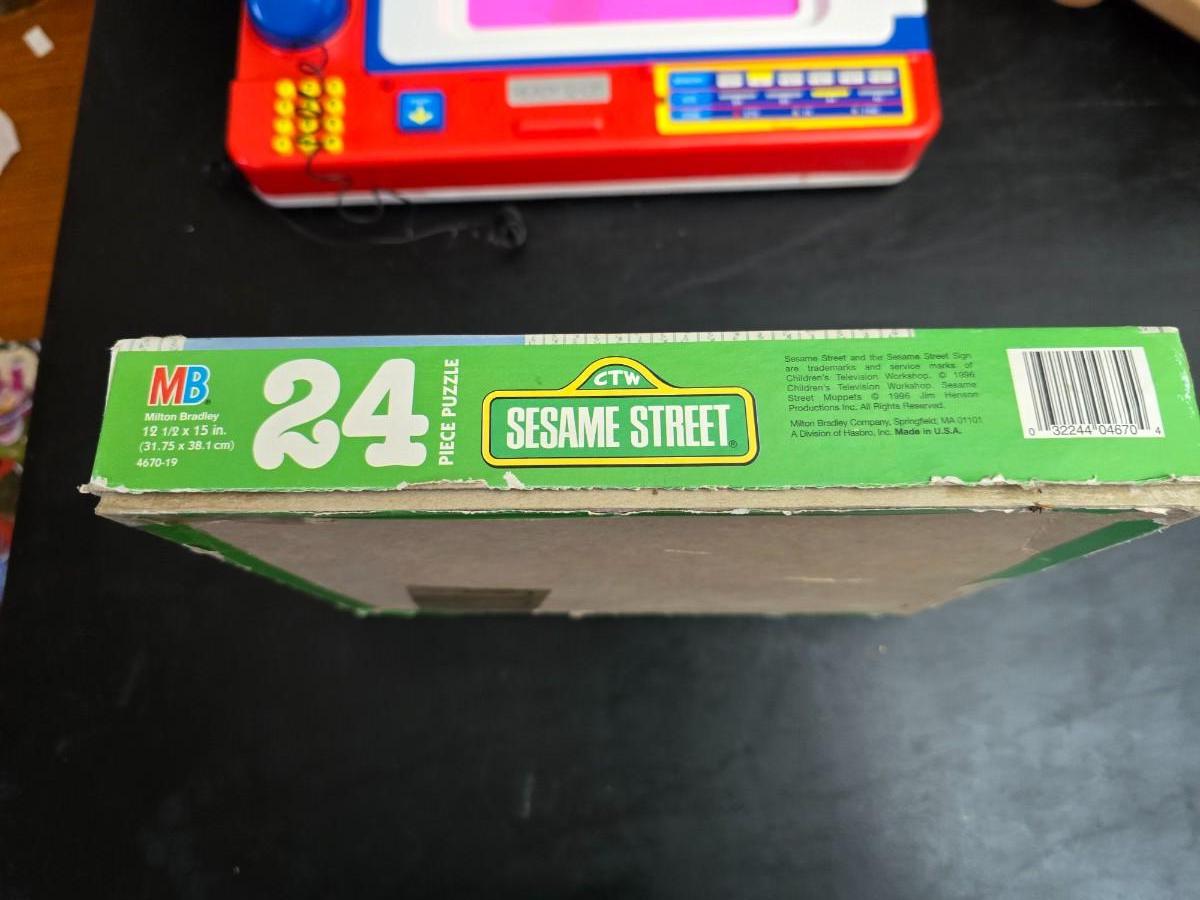 MB
Milton Bradley
12 1/2 x 15 in.
(31.75 x 38.1 cm)
4670-19
24
PIECE PUZZLE
CTW
SESAME STREET®
Sesame Street and the Sesame Street Sign
are trademarks and service marks of
Children's Television Workshop. © 1996
Children's Television Workshop. Sesame
Street Muppets © 1996 Jim Henson
Productions Inc. All Rights Reserved.
Milton Bradley Company, Springfield, MA 01101
A Division of Hasbro, Inc. Made in U.S.A.
0 32244 04670 4